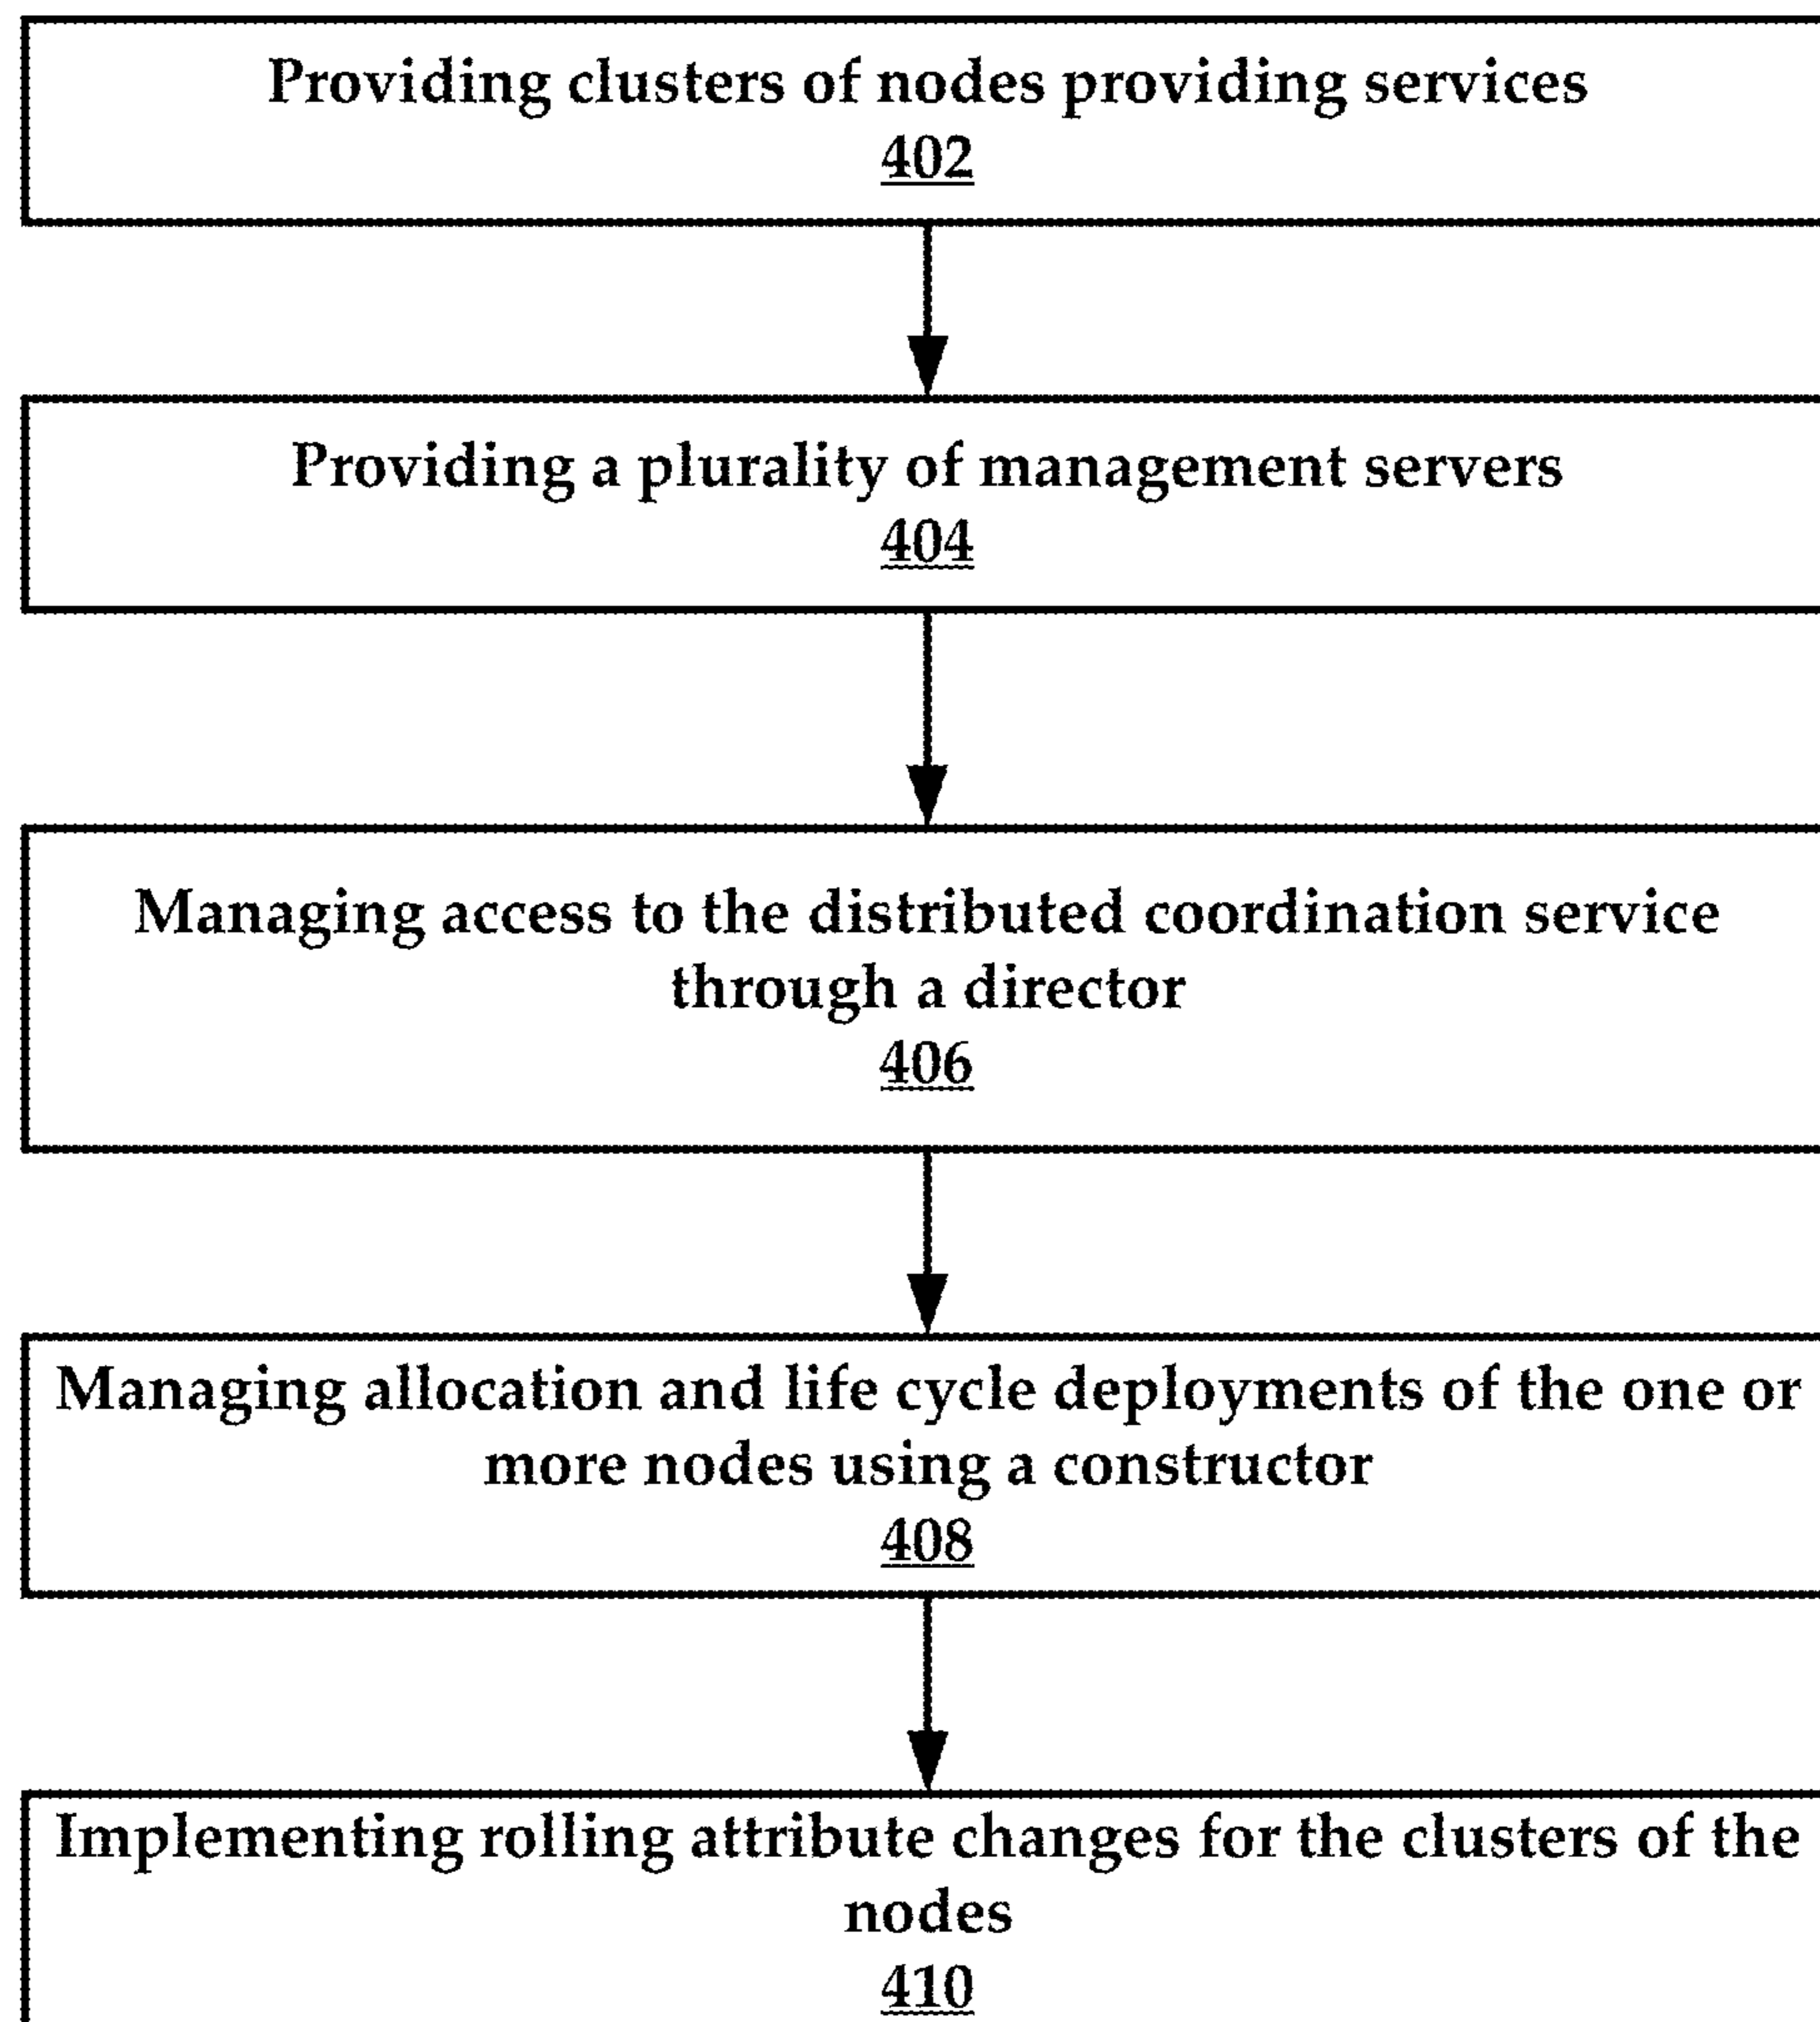 Providing clusters of nodes providing services
402
Providing a plurality of management servers
404
Managing access to the distributed coordination service
through a director
406
Managing allocation and life cycle deployments of the one or
more nodes using a constructor
408
Implementing rolling attribute changes for the clusters of the
nodes
410